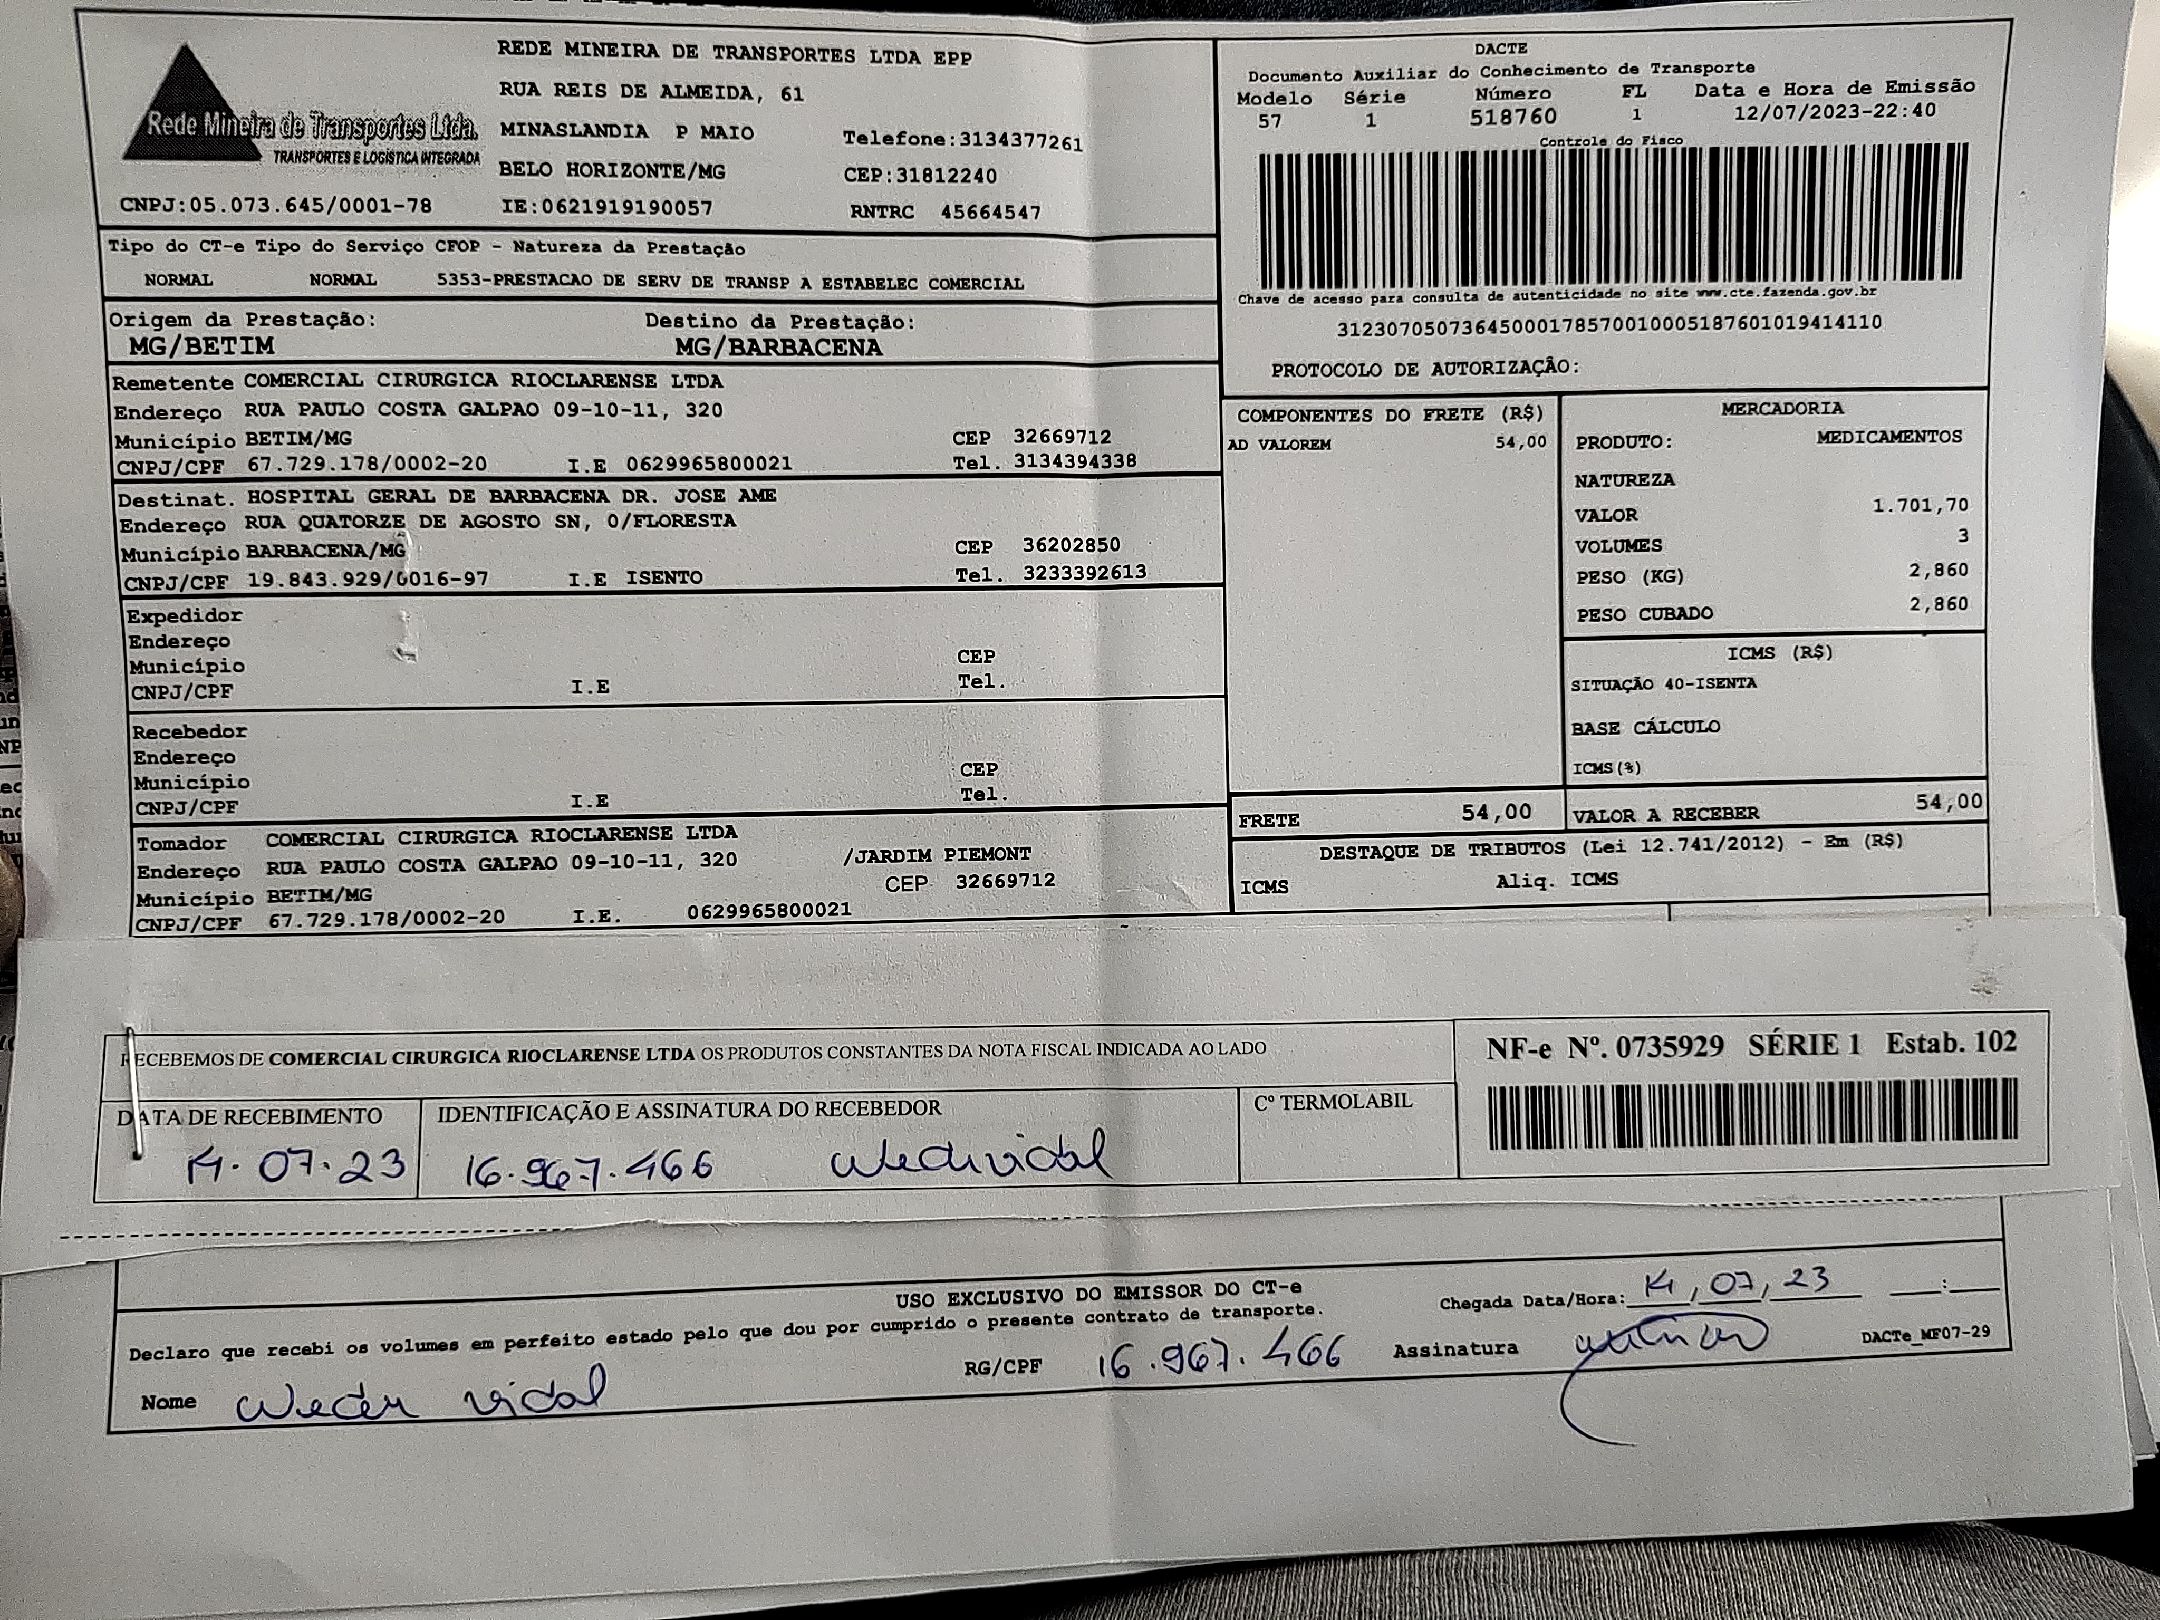 REDE MINEIRA DE TRANSPORTES LTDA EPP
RUA REIS DE ALMEIDA, 61
Rede Mineira de Transportes Ltda.
TRANSPORTES E LOGÍSTICA INTEGRADA
MINASLANDIA P MAIO Telefone:3134377261
BELO HORIZONTE/MG CEP:31812240
CNPJ:05.073.645/0001-78 IE:0621919190057 RNTRC 45664547
DACTE
Documento Auxiliar do Conhecimento de Transporte
Modelo Série Número FL Data e Hora de Emissão
57 1 518760 1 12/07/2023-22:40
Controle do Fisco
Chave de acesso para consulta de autenticidade no site www.cte.fazenda.gov.br
31230705073645000178570010005187601019414110
PROTOCOLO DE AUTORIZAÇÃO:
Tipo do CT-e Tipo do Serviço CFOP - Natureza da Prestação
NORMAL NORMAL 5353-PRESTACAO DE SERV DE TRANSP A ESTABELEC COMERCIAL
Origem da Prestação: Destino da Prestação:
MG/BETIM MG/BARBACENA
Remetente COMERCIAL CIRURGICA RIOCLARENSE LTDA
Endereço RUA PAULO COSTA GALPAO 09-10-11, 320
Município BETIM/MG CEP 32669712
CNPJ/CPF 67.729.178/0002-20 I.E 0629965800021 Tel. 3134394338
Destinat. HOSPITAL GERAL DE BARBACENA DR. JOSE AME
Endereço RUA QUATORZE DE AGOSTO SN, 0/FLORESTA
Município BARBACENA/MG CEP 36202850
CNPJ/CPF 19.843.929/0016-97 I.E ISENTO Tel. 3233392613
Expedidor
Endereço
Município CEP
CNPJ/CPF I.E Tel.
Recebedor
Endereço
Município CEP
CNPJ/CPF I.E Tel.
Tomador COMERCIAL CIRURGICA RIOCLARENSE LTDA
Endereço RUA PAULO COSTA GALPAO 09-10-11, 320 /JARDIM PIEMONT
Município BETIM/MG CEP 32669712
CNPJ/CPF 67.729.178/0002-20 I.E. 0629965800021
COMPONENTES DO FRETE (R$)
AD VALOREM 54,00
MERCADORIA
PRODUTO: MEDICAMENTOS
NATUREZA
VALOR 1.701,70
VOLUMES 3
PESO (KG) 2,860
PESO CUBADO 2,860
ICMS (R$)
SITUAÇÃO 40-ISENTA
BASE CÁLCULO
ICMS(%)
FRETE 54,00 VALOR A RECEBER 54,00
DESTAQUE DE TRIBUTOS (Lei 12.741/2012) - Em (R$)
ICMS Aliq. ICMS
RECEBEMOS DE COMERCIAL CIRURGICA RIOCLARENSE LTDA OS PRODUTOS CONSTANTES DA NOTA FISCAL INDICADA AO LADO
NF-e Nº. 0735929 SÉRIE 1 Estab. 102
DATA DE RECEBIMENTO IDENTIFICAÇÃO E ASSINATURA DO RECEBEDOR Cº TERMOLABIL
14.07.23 16.967.466
USO EXCLUSIVO DO EMISSOR DO CT-e
Declaro que recebi os volumes em perfeito estado pelo que dou por cumprido o presente contrato de transporte.
Chegada Data/Hora: 14,07,23 __:__
Nome Weder vidal RG/CPF 16.967.466 Assinatura DACTe_MF07-29